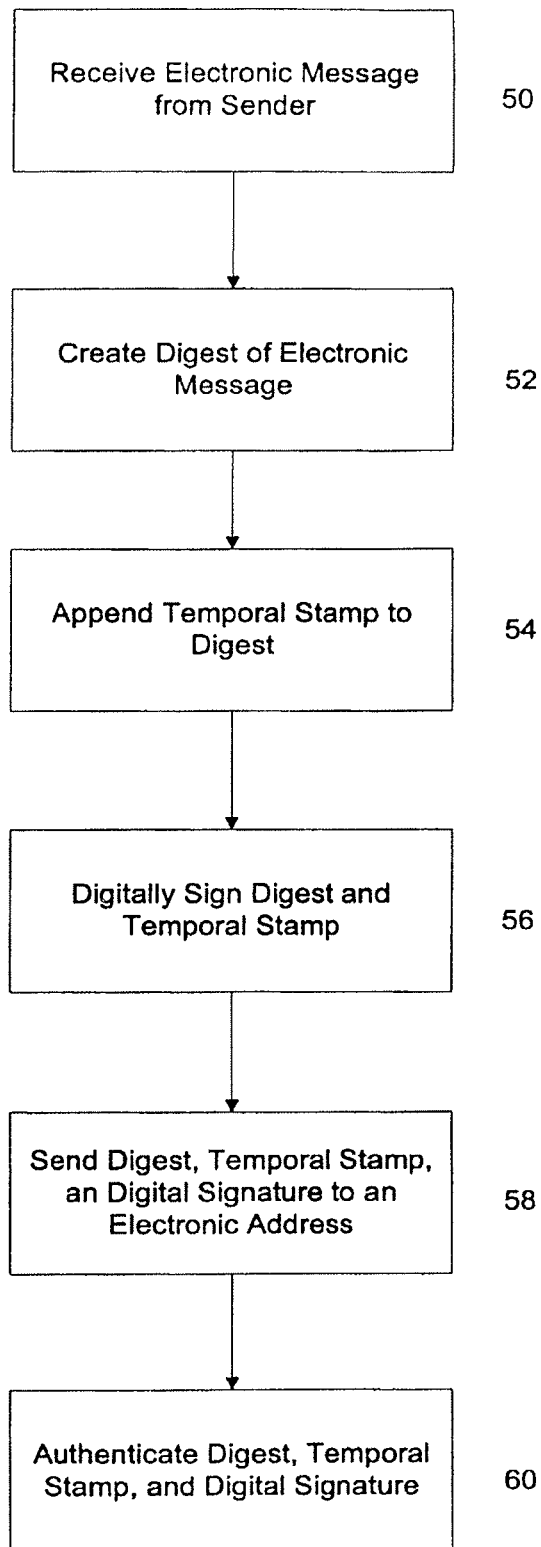 Receive Electronic Message
from Sender
50
Create Digest of Electronic
Message
52
Append Temporal Stamp to
Digest
54
Digitally Sign Digest and
Temporal Stamp
56
Send Digest, Temporal Stamp,
an Digital Signature to an
Electronic Address
58
Authenticate Digest, Temporal
Stamp, and Digital Signature
60